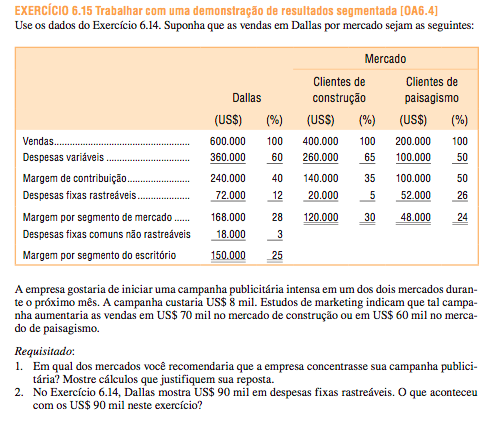 EXERCÍCIO 6.15 Trabalhar com uma demonstração de resultados segmentada [OA6.4]
Use os dados do Exercício 6.14. Suponha que as vendas em Dallas por mercado sejam as seguintes:
Mercado
Dallas Clientes de construção Clientes de paisagismo
(US$) (%) (US$) (%) (US$) (%)
Vendas.................................................... 600.000 100 400.000 100 200.000 100
Despesas variáveis ............................... 360.000 60 260.000 65 100.000 50
Margem de contribuição....................... 240.000 40 140.000 35 100.000 50
Despesas fixas rastreáveis................... 72.000 12 20.000 5 52.000 26
Margem por segmento de mercado ...... 168.000 28 120.000 30 48.000 24
Despesas fixas comuns não rastreáveis 18.000 3
Margem por segmento do escritório 150.000 25
A empresa gostaria de iniciar uma campanha publicitária intensa em um dos dois mercados duran-
te o próximo mês. A campanha custaria US$ 8 mil. Estudos de marketing indicam que tal campa-
nha aumentaria as vendas em US$ 70 mil no mercado de construção ou em US$ 60 mil no merca-
do de paisagismo.
Requisitado:
1. Em qual dos mercados você recomendaria que a empresa concentrasse sua campanha publici-
tária? Mostre cálculos que justifiquem sua resposta.
2. No Exercício 6.14, Dallas mostra US$ 90 mil em despesas fixas rastreáveis. O que aconteceu
com os US$ 90 mil neste exercício?